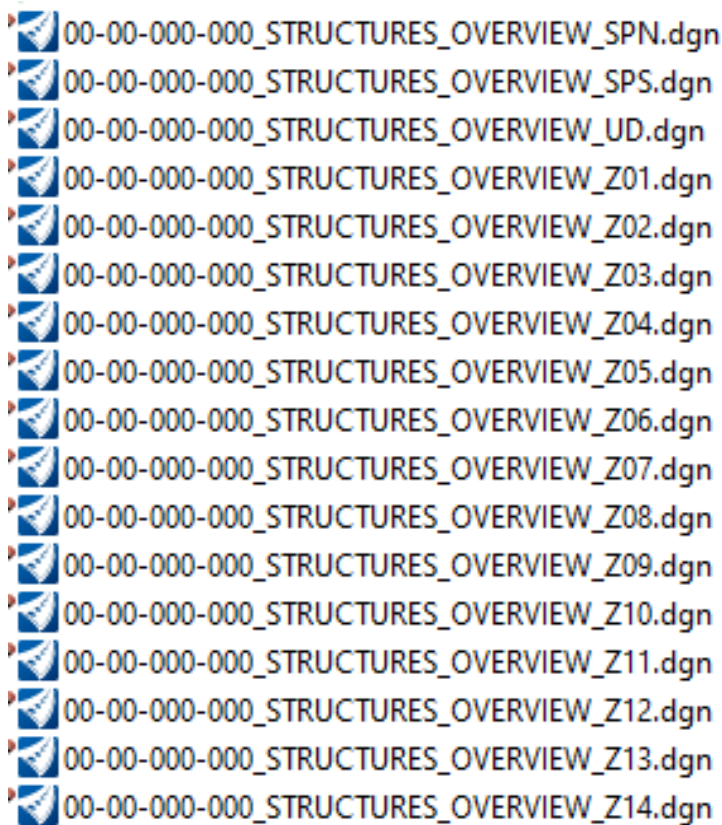 00-00-000-000_STRUCTURES_OVERVIEW_SPN.dgn
00-00-000-000_STRUCTURES_OVERVIEW_SPS.dgn
00-00-000-000_STRUCTURES_OVERVIEW_UD.dgn
00-00-000-000_STRUCTURES_OVERVIEW_Z01.dgn
00-00-000-000_STRUCTURES_OVERVIEW_Z02.dgn
00-00-000-000_STRUCTURES_OVERVIEW_Z03.dgn
00-00-000-000_STRUCTURES_OVERVIEW_Z04.dgn
00-00-000-000_STRUCTURES_OVERVIEW_Z05.dgn
00-00-000-000_STRUCTURES_OVERVIEW_Z06.dgn
00-00-000-000_STRUCTURES_OVERVIEW_Z07.dgn
00-00-000-000_STRUCTURES_OVERVIEW_Z08.dgn
00-00-000-000_STRUCTURES_OVERVIEW_Z09.dgn
00-00-000-000_STRUCTURES_OVERVIEW_Z10.dgn
00-00-000-000_STRUCTURES_OVERVIEW_Z11.dgn
00-00-000-000_STRUCTURES_OVERVIEW_Z12.dgn
00-00-000-000_STRUCTURES_OVERVIEW_Z13.dgn
00-00-000-000_STRUCTURES_OVERVIEW_Z14.dgn